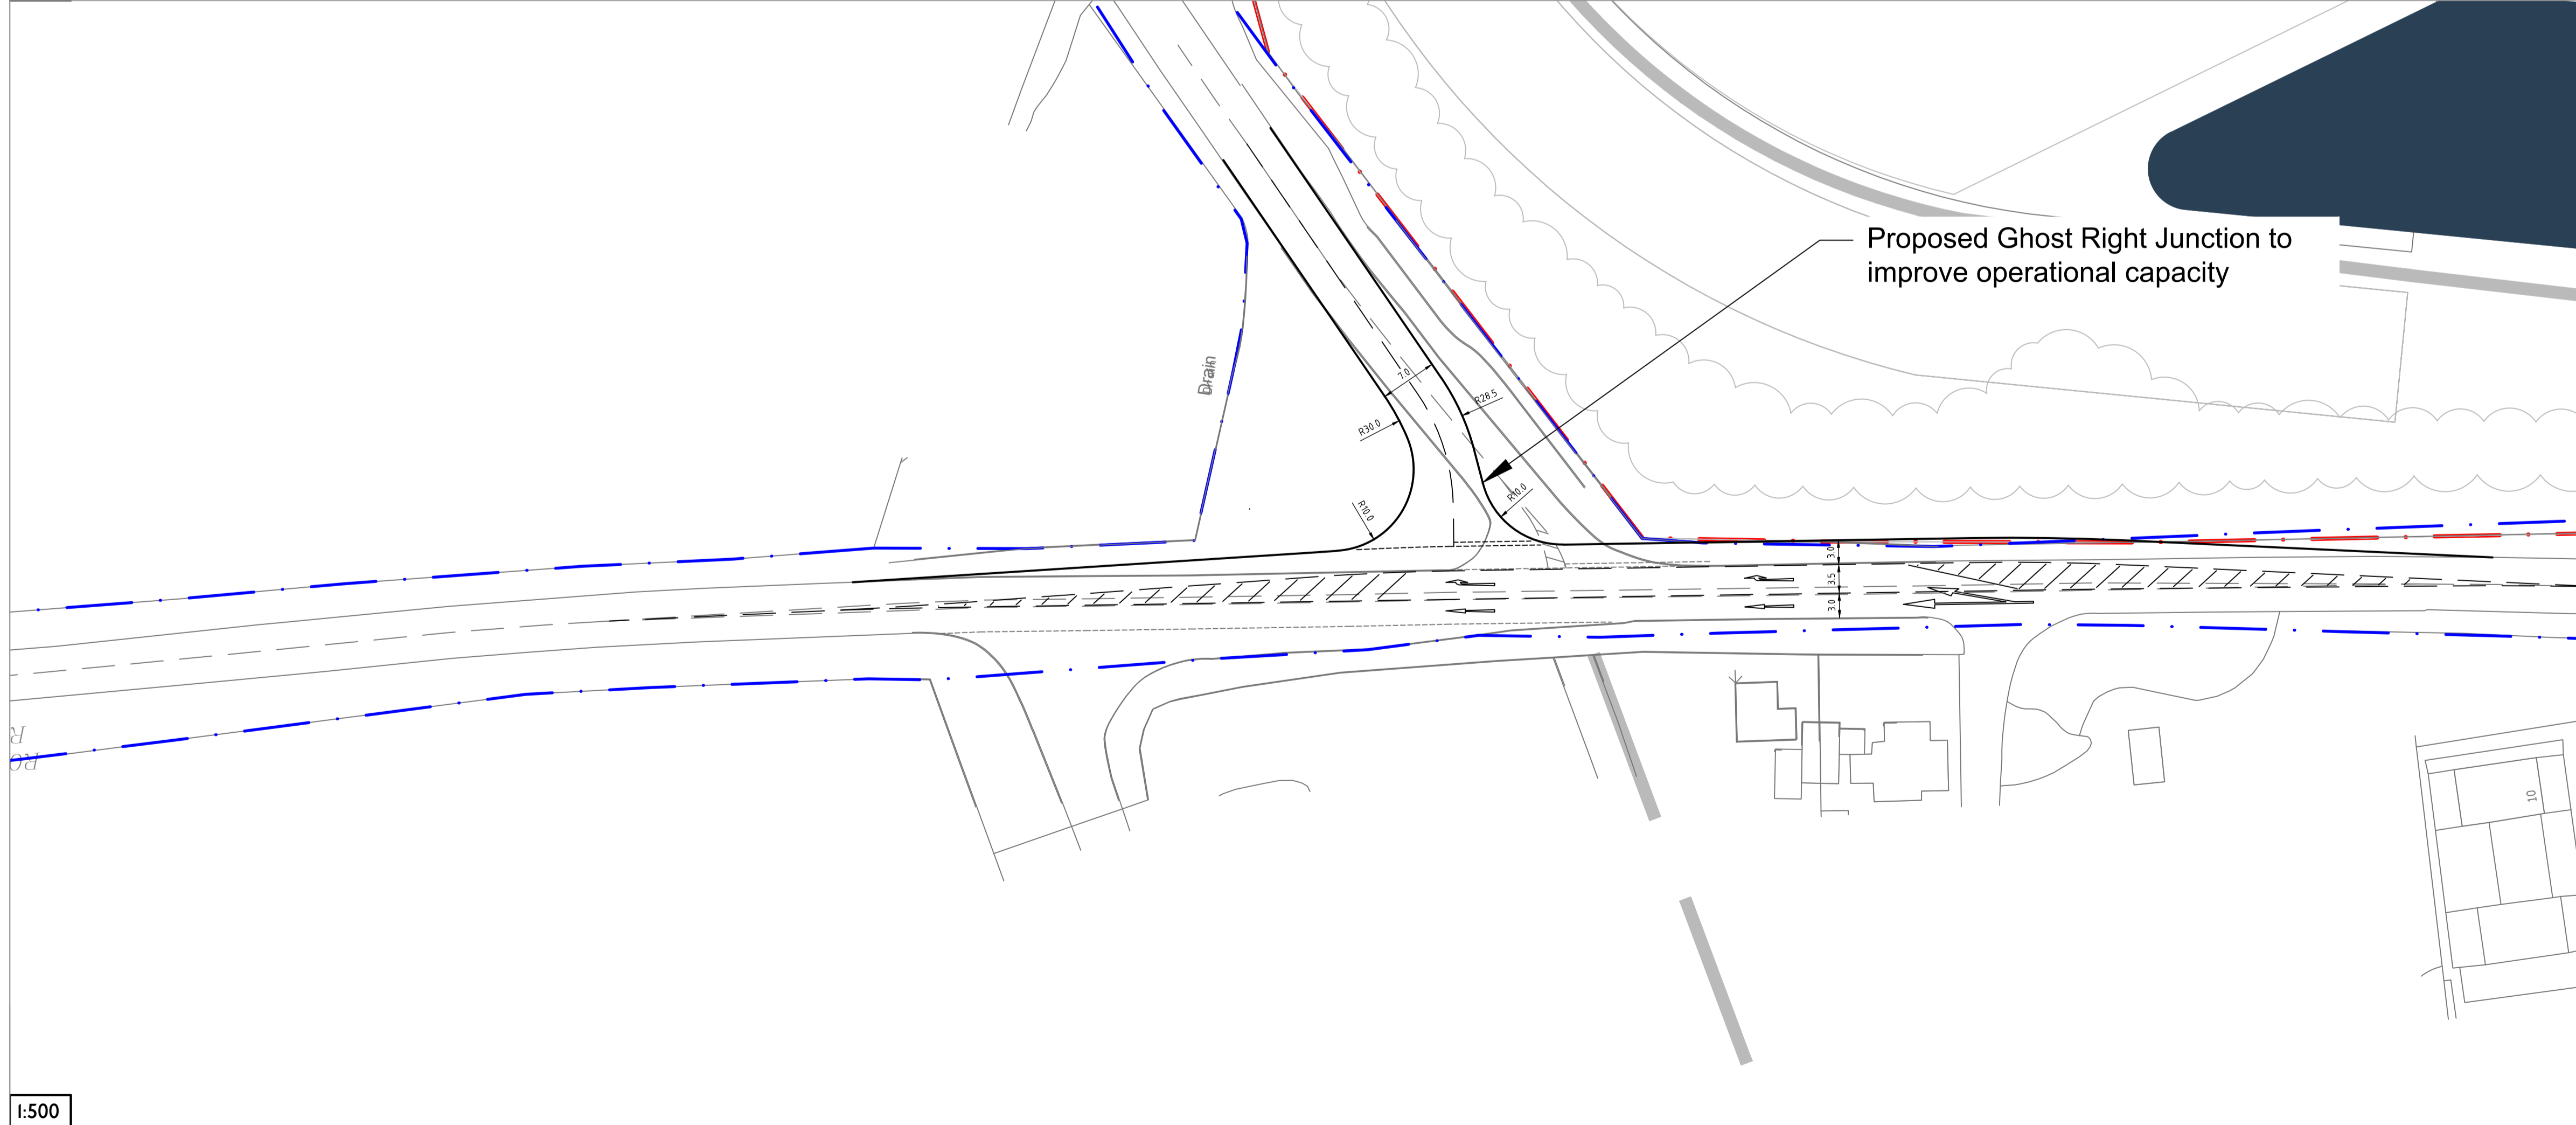 Proposed Ghost Right Junction to
improve operational capacity
Drain
7.0
R28.5
R30.0
R10.0
R10.0
3.0
3.5
3.0
10
1:500